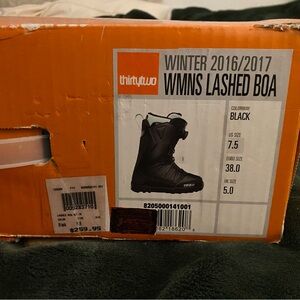 WINTER 2016/2017
thirtytwo
WMNS LASHED BOA
COLORWAY
BLACK
US SIZE
7.5
EURO SIZE
38.0
UK SIZE
5.0
8205000141001
$259.95